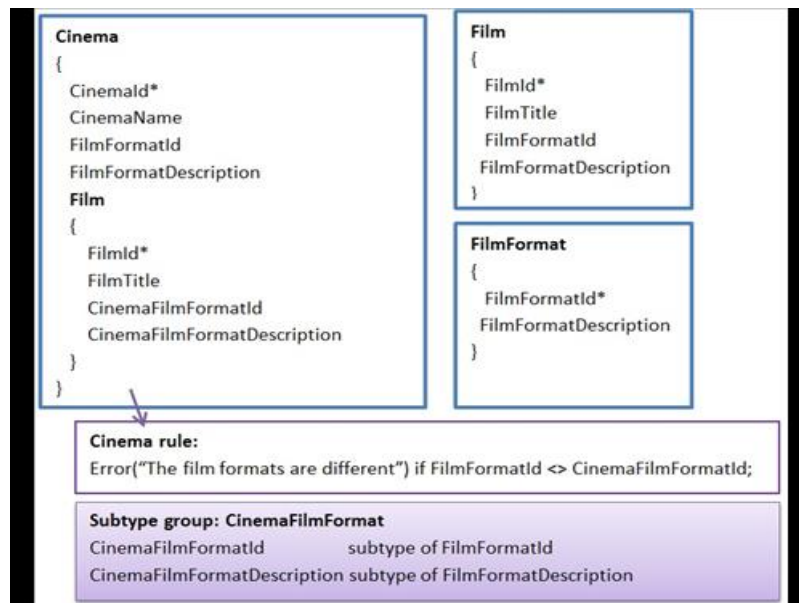 Cinema
{
CinemaId*
CinemaName
FilmFormatId
FilmFormatDescription
Film
{
FilmId*
FilmTitle
CinemaFilmFormatId
CinemaFilmFormatDescription
}
}
Film
{
FilmId*
FilmTitle
FilmFormatId
FilmFormatDescription
}
FilmFormat
{
FilmFormatId*
FilmFormatDescription
}
Cinema rule:
Error(“The film formats are different”) if FilmFormatId <> CinemaFilmFormatId;
Subtype group: CinemaFilmFormat
CinemaFilmFormatId subtype of FilmFormatId
CinemaFilmFormatDescription subtype of FilmFormatDescription